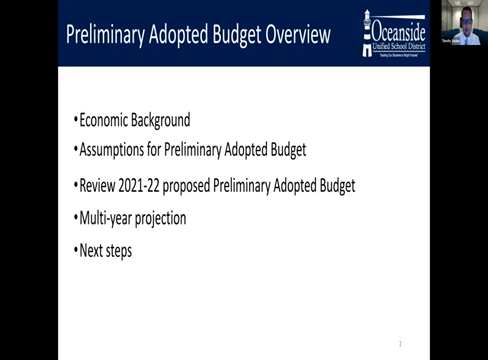 Preliminary Adopted Budget Overview
Oceanside
Unified School District
• Economic Background
• Assumptions for Preliminary Adopted Budget
• Review 2021-22 proposed Preliminary Adopted Budget
• Multi-year projection
• Next steps
2